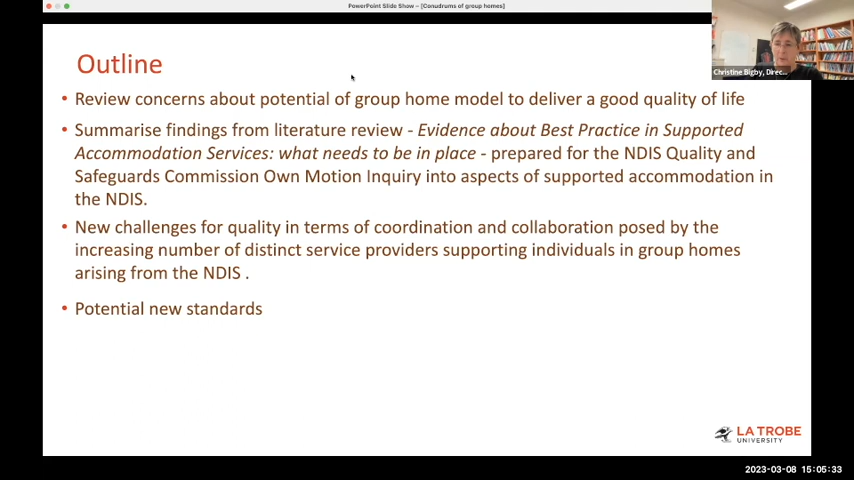 PowerPoint Slide Show – [Conudrums of group homes]
Christine Bigby, Direc...
Outline
• Review concerns about potential of group home model to deliver a good quality of life
• Summarise findings from literature review - Evidence about Best Practice in Supported
Accommodation Services: what needs to be in place - prepared for the NDIS Quality and
Safeguards Commission Own Motion Inquiry into aspects of supported accommodation in
the NDIS.
• New challenges for quality in terms of coordination and collaboration posed by the
increasing number of distinct service providers supporting individuals in group homes
arising from the NDIS .
• Potential new standards
LA TROBE
UNIVERSITY
2023-03-08 15:05:33